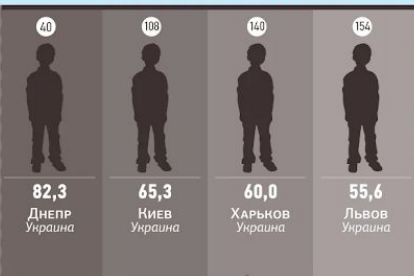 40 108 140 154
82,3 65,3 60,0 55,6
ДНЕПР КИЕВ ХАРЬКОВ ЛЬВОВ
Украина Украина Украина Украина